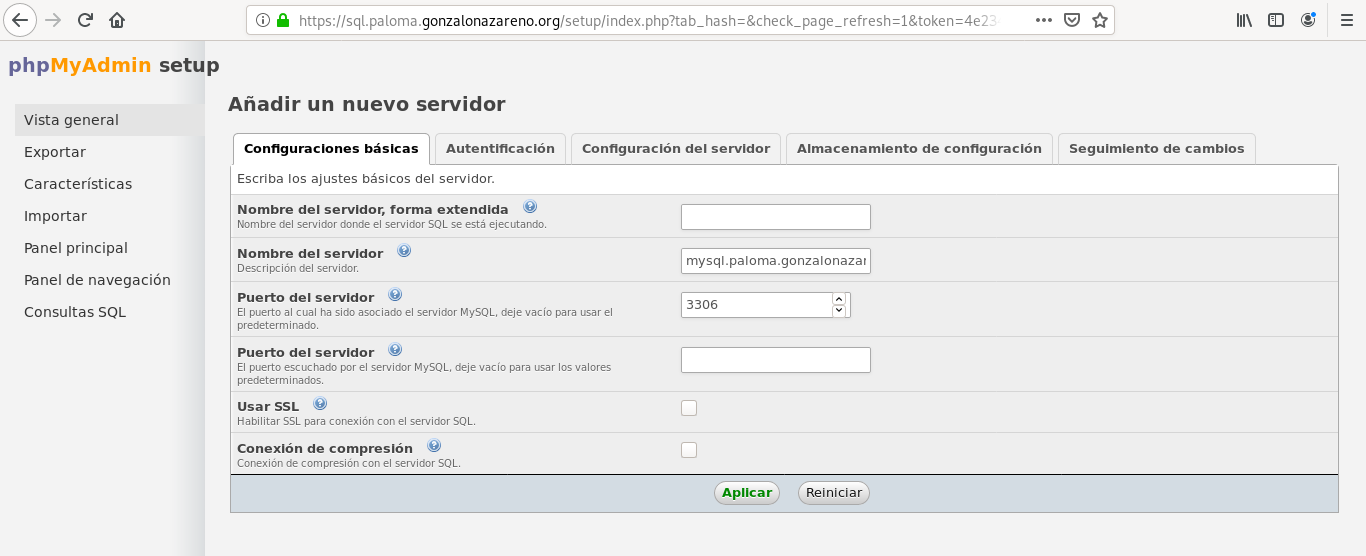 https://sql.paloma.gonzalonazareno.org/setup/index.php?tab_hash=&check_page_refresh=1&token=4e23
phpMyAdmin setup
Vista general
Exportar
Características
Importar
Panel principal
Panel de navegación
Consultas SQL
Añadir un nuevo servidor
Configuraciones básicas
Autentificación
Configuración del servidor
Almacenamiento de configuración
Seguimiento de cambios
Escriba los ajustes básicos del servidor.
Nombre del servidor, forma extendida
Nombre del servidor donde el servidor SQL se está ejecutando.
Nombre del servidor
Descripción del servidor.
mysql.paloma.gonzalonazar
Puerto del servidor
El puerto al cual ha sido asociado el servidor MySQL, deje vacío para usar el
predeterminado.
3306
Puerto del servidor
El puerto escuchado por el servidor MySQL, deje vacío para usar los valores
predeterminados.
Usar SSL
Habilitar SSL para conexión con el servidor SQL.
Conexión de compresión
Conexión de compresión con el servidor SQL.
Aplicar
Reiniciar